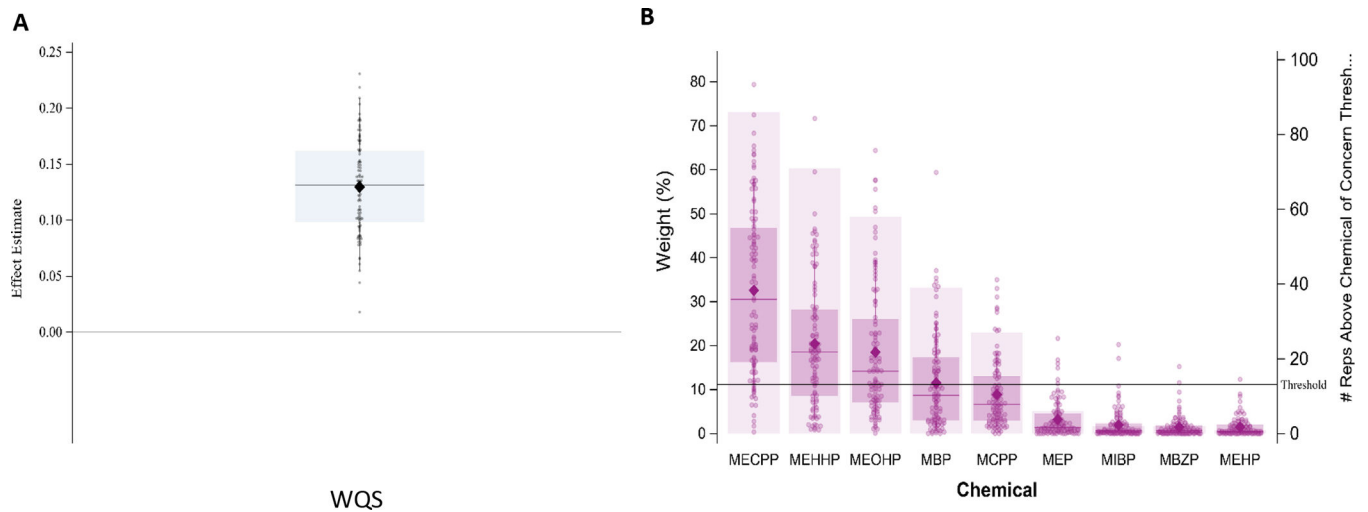 A
0.25
0.20
0.15
0.10
0.05
0.00
Effect Estimate
WQS
B
80
70
60
50
40
30
20
10
0
Weight (%)
100
80
60
40
20
0
# Reps Above Chemical of Concern Thresh...
Threshold
MECPP MEHHP MEOHP MBP MCPP MEP MIBP MBZP MEHP
Chemical